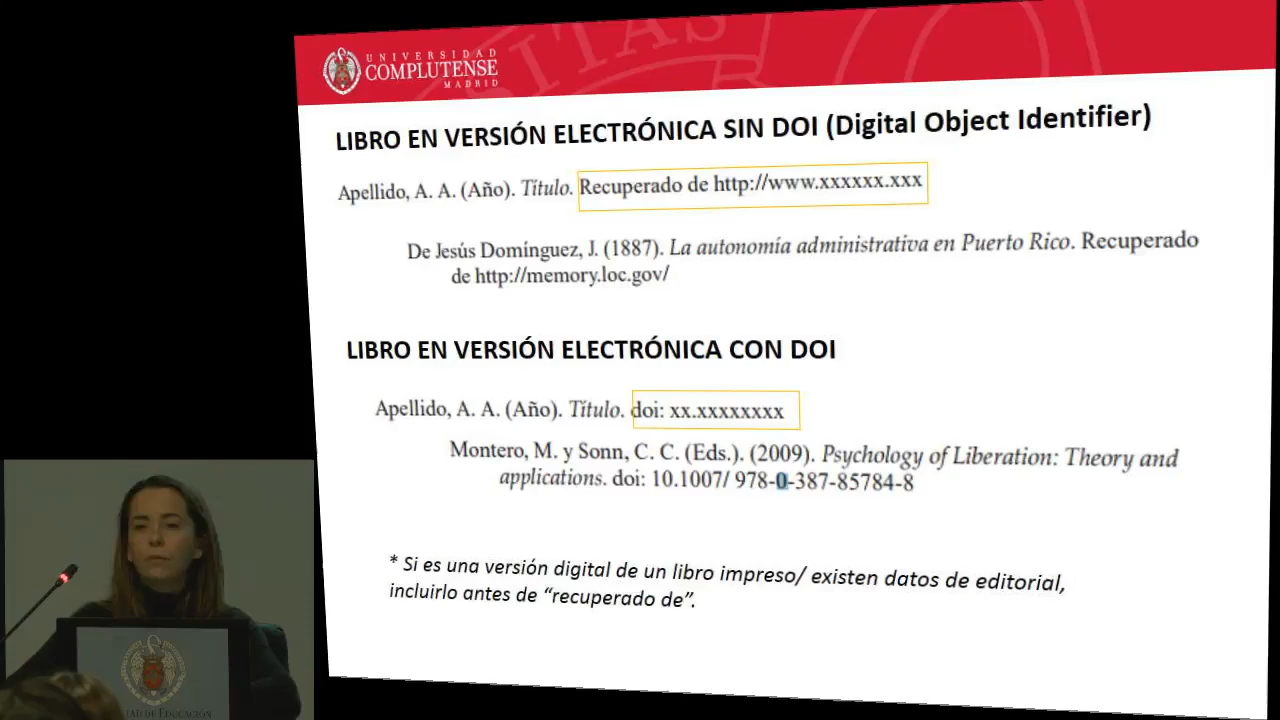 UNIVERSIDAD
COMPLUTENSE
MADRID
LIBRO EN VERSIÓN ELECTRÓNICA SIN DOI (Digital Object Identifier)
Apellido, A. A. (Año). Título. Recuperado de http://www.xxxxxx.xxx
De Jesús Domínguez, J. (1887). La autonomía administrativa en Puerto Rico. Recuperado
de http://memory.loc.gov/
LIBRO EN VERSIÓN ELECTRÓNICA CON DOI
Apellido, A. A. (Año). Título. doi: xx.xxxxxxxx
Montero, M. y Sonn, C. C. (Eds.). (2009). Psychology of Liberation: Theory and
applications. doi: 10.1007/ 978-0-387-85784-8
* Si es una versión digital de un libro impreso/ existen datos de editorial,
incluirlo antes de “recuperado de”.
DE EDUCACIÓN